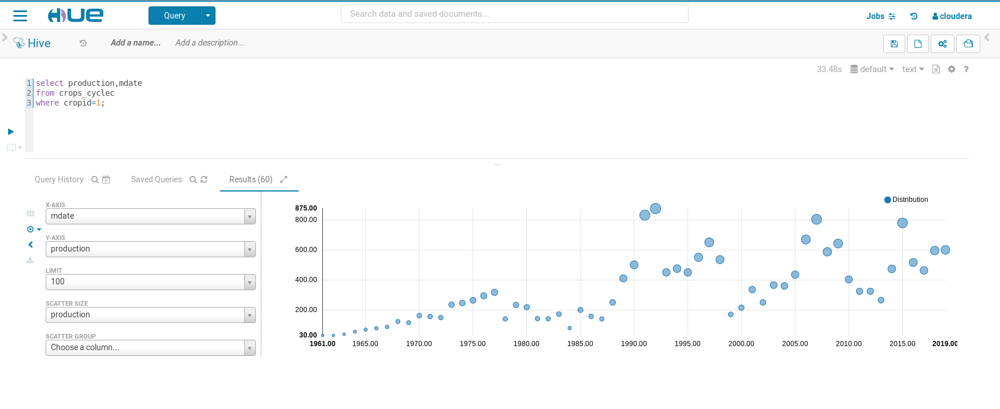 HUE
Query
Search data and saved documents...
Jobs
cloudera
Hive
Add a name...
Add a description...
33.48s
default
text
?
1 select production,mdate
2 from crops_cyclec
3 where cropid=1;
Query History
Saved Queries
Results (60)
X-AXIS
mdate
Y-AXIS
production
LIMIT
100
SCATTER SIZE
production
SCATTER GROUP
Choose a column...
Distribution
875.00
800.00
600.00
400.00
200.00
30.00
1961.00 1965.00 1970.00 1975.00 1980.00 1985.00 1990.00 1995.00 2000.00 2005.00 2010.00 2015.00 2019.00